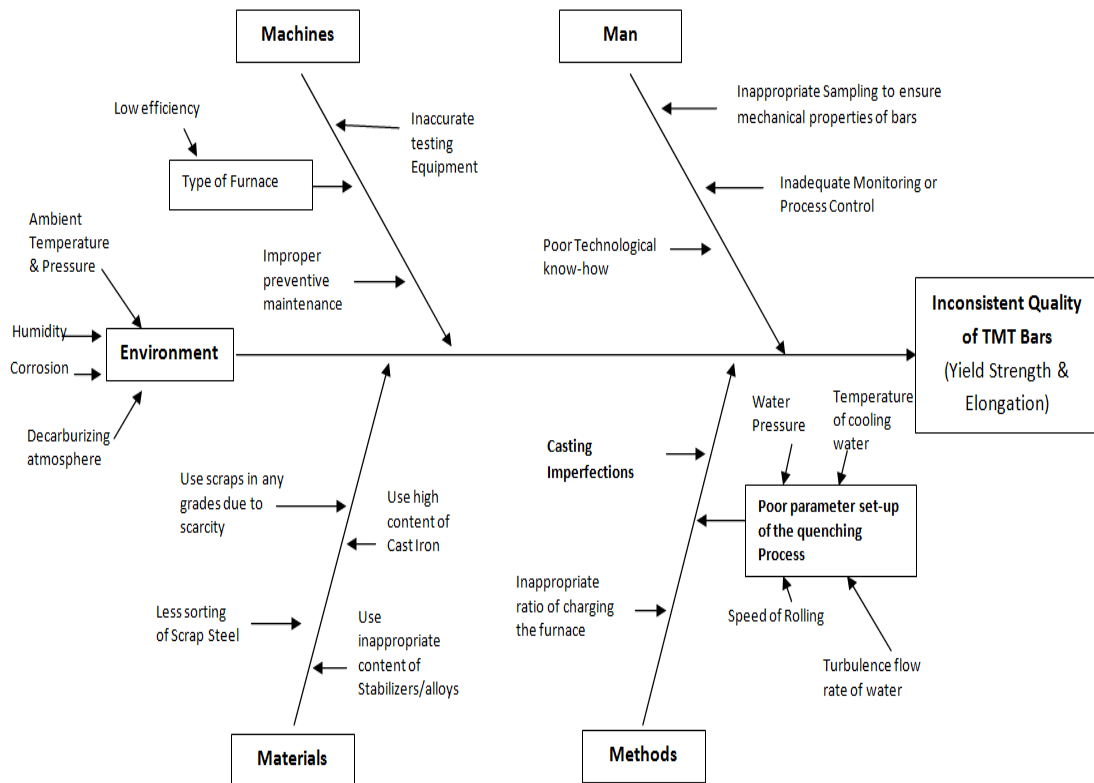 Machines
Man
Low efficiency
Type of Furnace
Inaccurate
testing
Equipment
Improper
preventive
maintenance
Inappropriate Sampling to ensure
mechanical properties of bars
Inadequate Monitoring or
Process Control
Poor Technological
know-how
Ambient
Temperature
& Pressure
Humidity
Corrosion
Environment
Decarburizing
atmosphere
Inconsistent Quality
of TMT Bars
(Yield Strength &
Elongation)
Use scraps in any
grades due to
scarcity
Use high
content of
Cast Iron
Less sorting
of Scrap Steel
Use
inappropriate
content of
Stabilizers/alloys
Materials
Casting
Imperfections
Water
Pressure
Temperature
of cooling
water
Poor parameter set-up
of the quenching
Process
Inappropriate
ratio of charging
the furnace
Speed of Rolling
Turbulence flow
rate of water
Methods